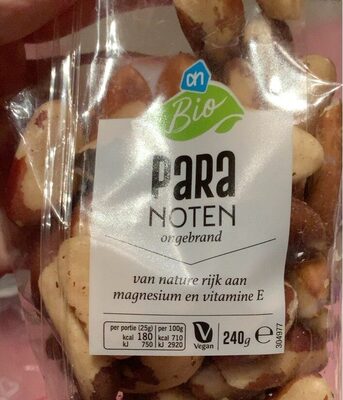 ah
Bio
PARA
NOTEN
ongebrand
van nature rijk aan
magnesium en vitamine E
per portie (25g) per 100g
kcal 180 kcal 710
kJ 750 kJ 2920
V
Vegan
240g e
304977